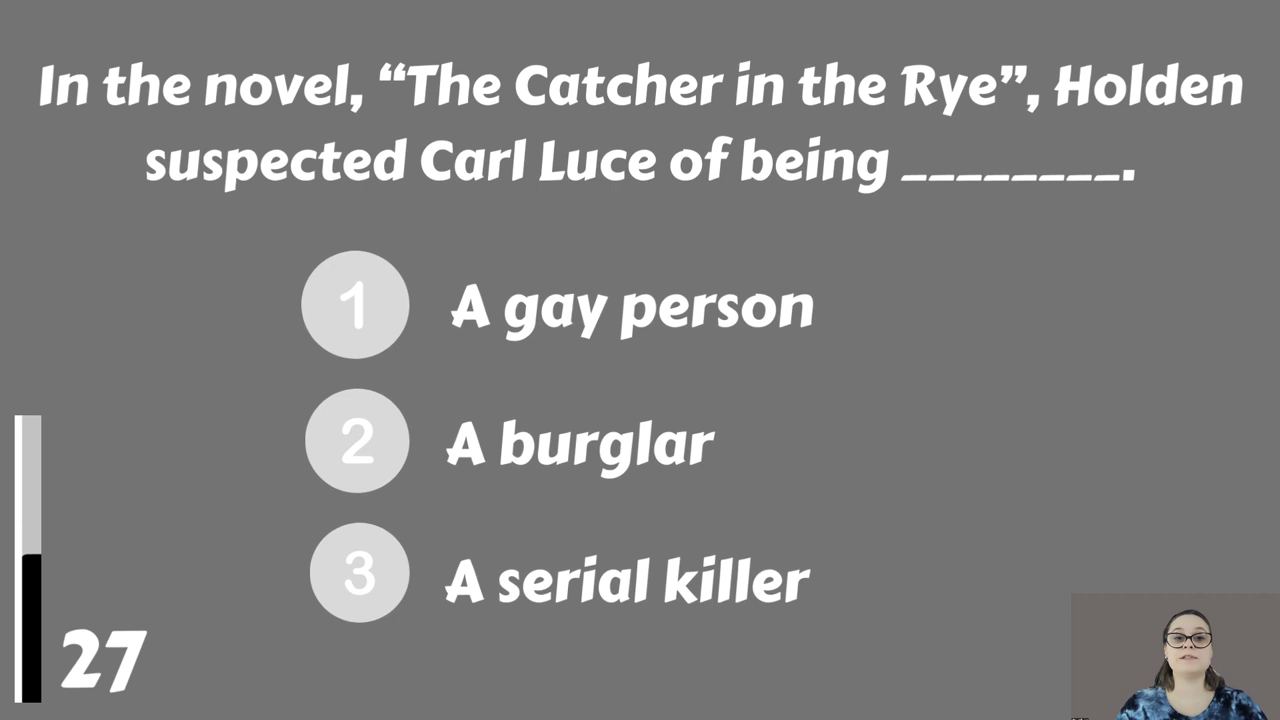 In the novel, “The Catcher in the Rye”, Holden
suspected Carl Luce of being ________.
1 A gay person
2 A burglar
3 A serial killer
27